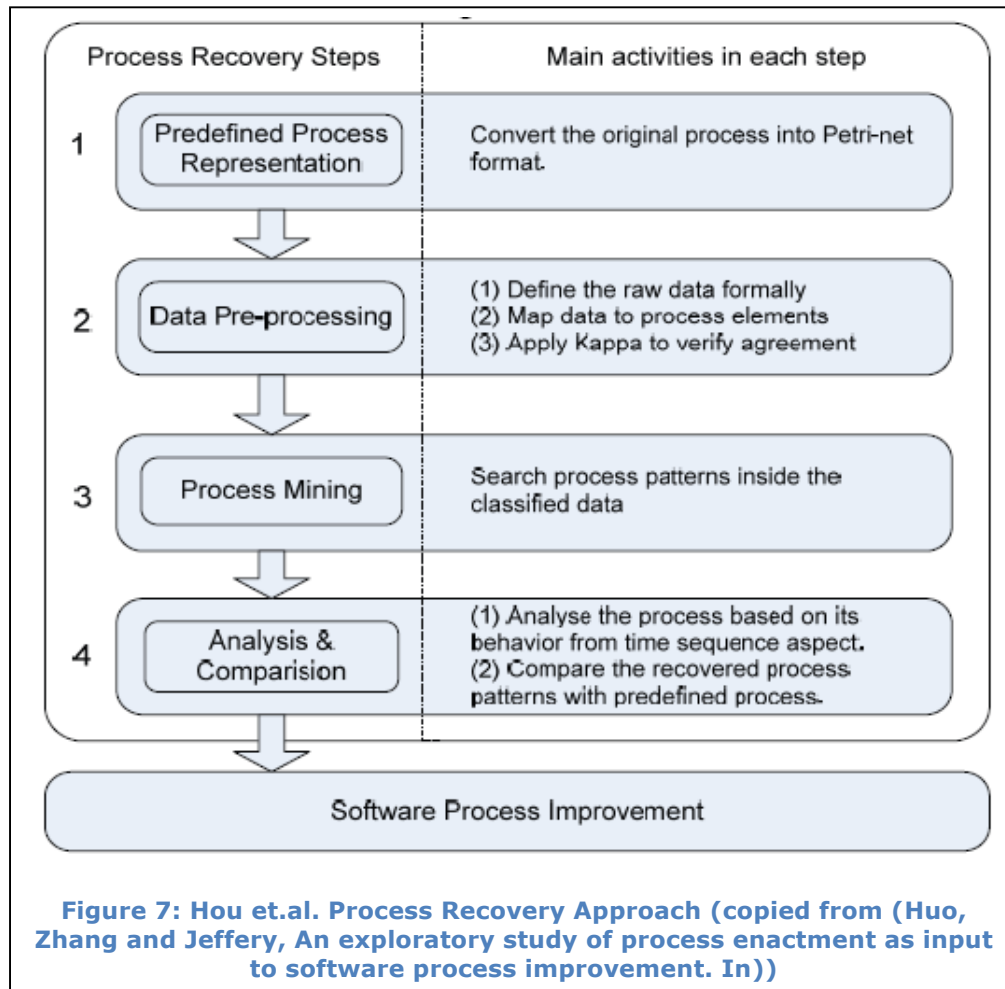 Process Recovery Steps
Main activities in each step
1
Predefined Process
Representation
Convert the original process into Petri-net
format.
2
Data Pre-processing
(1) Define the raw data formally
(2) Map data to process elements
(3) Apply Kappa to verify agreement
3
Process Mining
Search process patterns inside the
classified data
4
Analysis &
Comparision
(1) Analyse the process based on its
behavior from time sequence aspect.
(2) Compare the recovered process
patterns with predefined process.
Software Process Improvement
Figure 7: Hou et.al. Process Recovery Approach (copied from (Huo,
Zhang and Jeffery, An exploratory study of process enactment as input
to software process improvement. In))